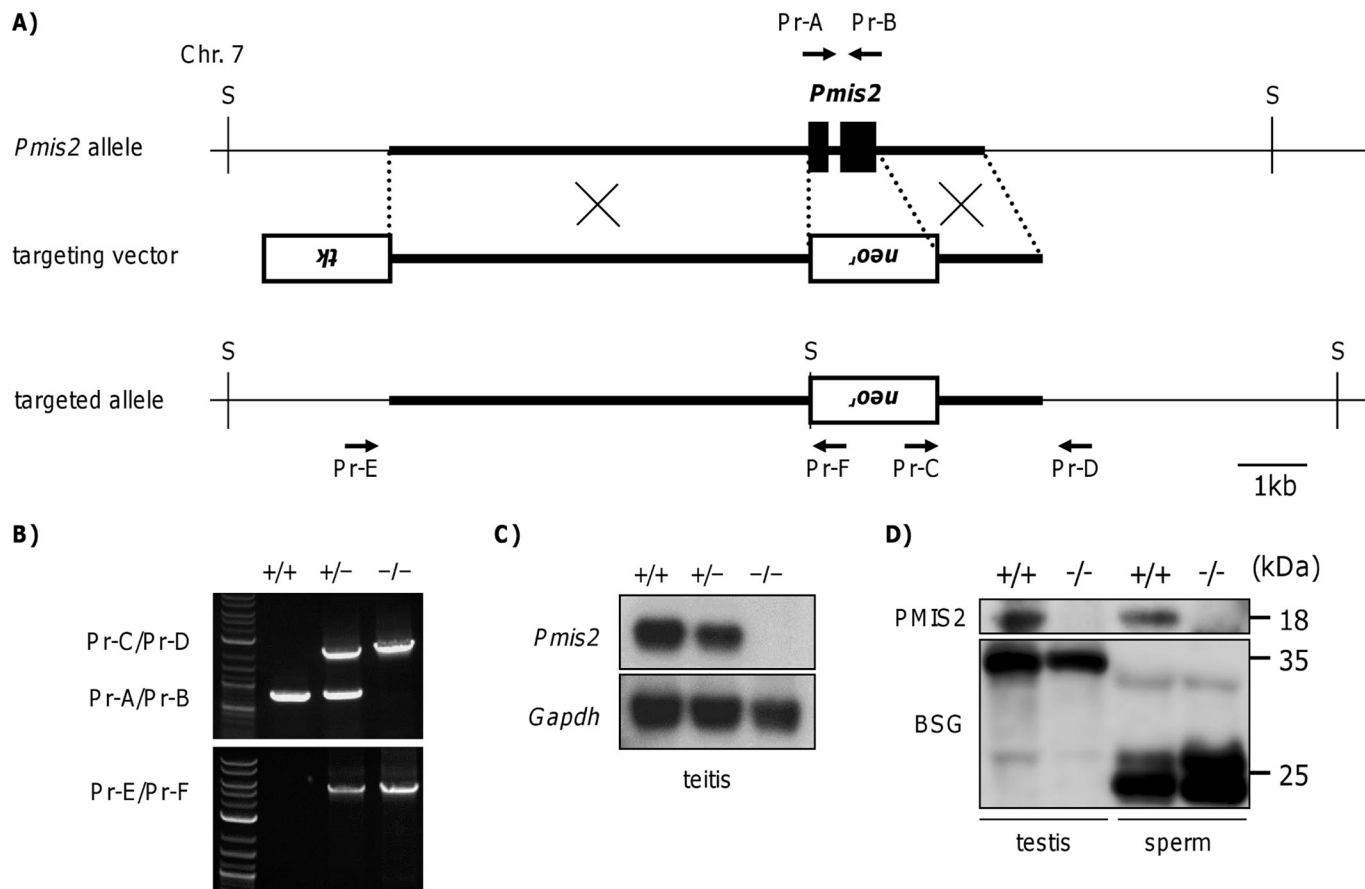 A)
Chr. 7
Pr-A
Pr-B
Pmis2
S
S
Pmis2 allele
targeting vector
tk
neoʳ
S
S
S
targeted allele
neoʳ
Pr-E
Pr-F
Pr-C
Pr-D
1kb
B)
+/+ +/− −/−
Pr-C/Pr-D
Pr-A/Pr-B
Pr-E/Pr-F
C)
+/+ +/− −/−
Pmis2
Gapdh
teitis
D)
+/+ -/- +/+ -/- (kDa)
PMIS2
18
35
BSG
25
testis sperm